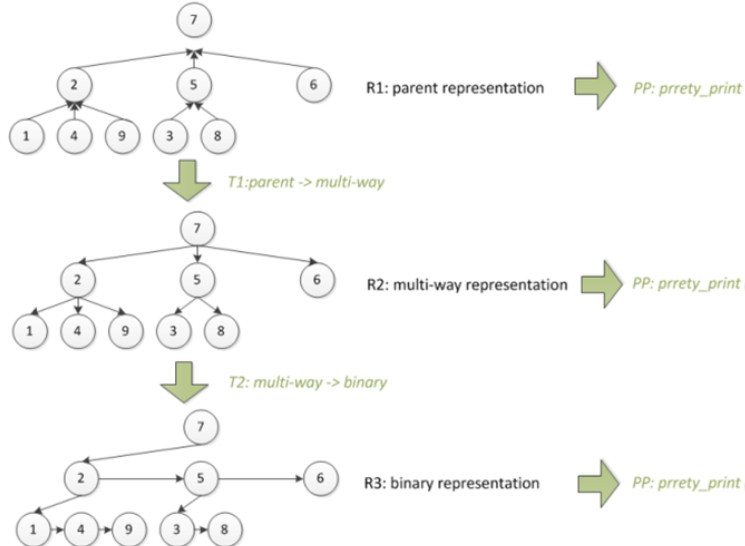 7
2 5 6
R1: parent representation
PP: prrety_print
1 4 9 3 8
T1:parent -> multi-way
7
2 5 6
R2: multi-way representation
PP: prrety_print
1 4 9 3 8
T2: multi-way -> binary
7
2 5 6
R3: binary representation
PP: prrety_print
1 4 9 3 8